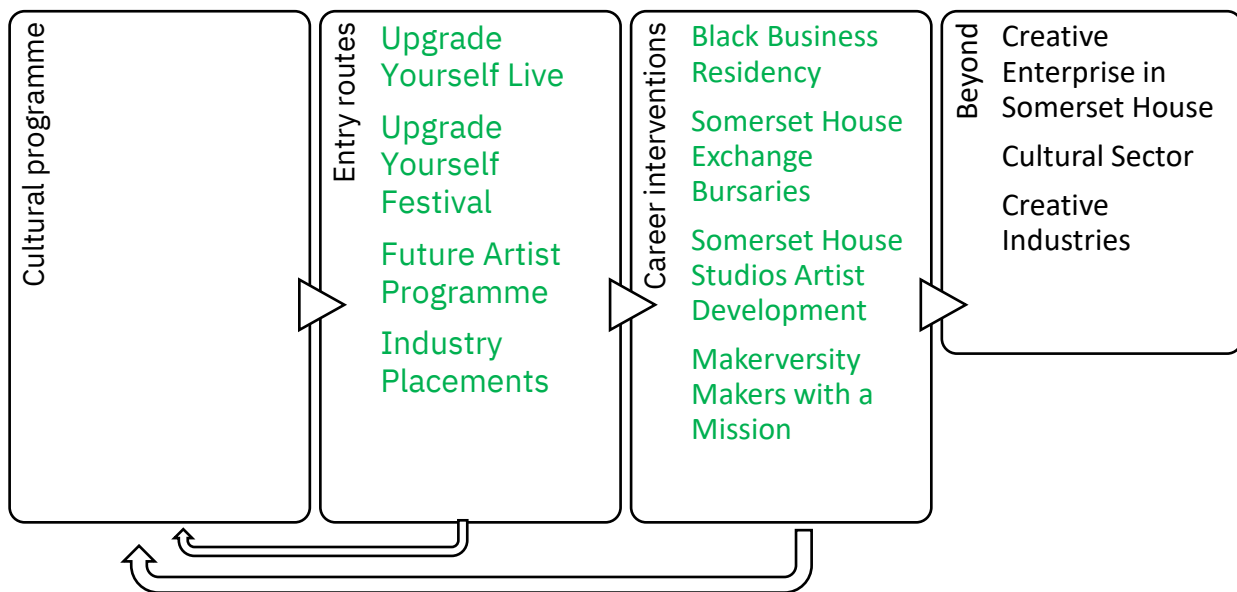 Cultural programme
Entry routes
Upgrade
Yourself Live
Upgrade
Yourself
Festival
Future Artist
Programme
Industry
Placements
Career interventions
Black Business
Residency
Somerset House
Exchange
Bursaries
Somerset House
Studios Artist
Development
Makerversity
Makers with a
Mission
Beyond
Creative
Enterprise in
Somerset House
Cultural Sector
Creative
Industries